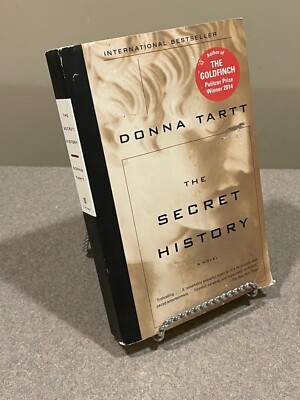 INTERNATIONAL BESTSELLER
Author of
THE
GOLDFINCH
Pulitzer Prize
Winner 2014
DONNA TARTT
THE
SECRET
HISTORY
A NOVEL
THE
SECRET
HISTORY
DONNA
TARTT